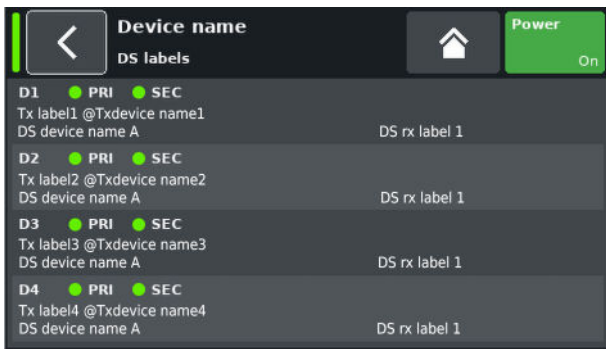 Device name
DS labels
Power
On
D1 PRI SEC
Tx label1 @Txdevice name1
DS device name A DS rx label 1
D2 PRI SEC
Tx label2 @Txdevice name2
DS device name A DS rx label 1
D3 PRI SEC
Tx label3 @Txdevice name3
DS device name A DS rx label 1
D4 PRI SEC
Tx label4 @Txdevice name4
DS device name A DS rx label 1